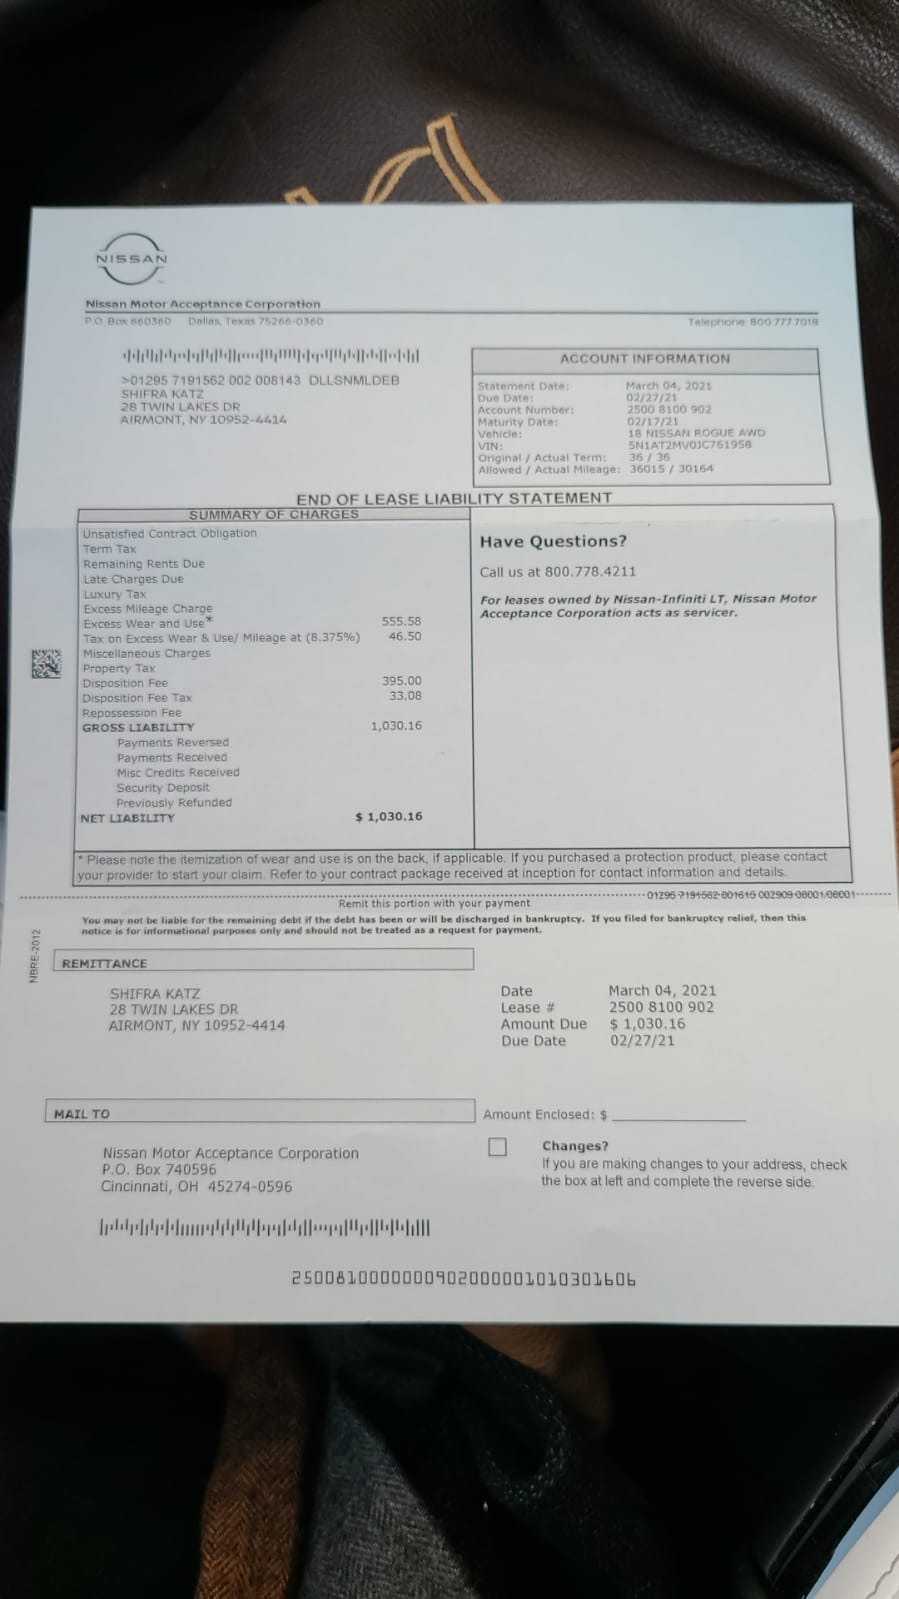 NISSAN
Nissan Motor Acceptance Corporation
P.O. Box 660360 Dallas, Texas 75266-0360
Telephone: 800.777.7018
>01295 7191562 002 008143 DLLSNMLDEB
SHIFRA KATZ
28 TWIN LAKES DR
AIRMONT, NY 10952-4414
ACCOUNT INFORMATION
Statement Date: March 04, 2021
Due Date: 02/27/21
Account Number: 2500 8100 902
Maturity Date: 02/17/21
Vehicle: 18 NISSAN ROGUE AWD
VIN: 5N1AT2MV0JC761958
Original / Actual Term: 36 / 36
Allowed / Actual Mileage: 36015 / 30164
END OF LEASE LIABILITY STATEMENT
SUMMARY OF CHARGES
Unsatisfied Contract Obligation
Term Tax
Remaining Rents Due
Late Charges Due
Luxury Tax
Excess Mileage Charge
Excess Wear and Use* 555.58
Tax on Excess Wear & Use/ Mileage at (8.375%) 46.50
Miscellaneous Charges
Property Tax
Disposition Fee 395.00
Disposition Fee Tax 33.08
Repossession Fee
GROSS LIABILITY 1,030.16
Payments Reversed
Payments Received
Misc Credits Received
Security Deposit
Previously Refunded
NET LIABILITY $ 1,030.16
Have Questions?
Call us at 800.778.4211
For leases owned by Nissan-Infiniti LT, Nissan Motor
Acceptance Corporation acts as servicer.
* Please note the itemization of wear and use is on the back, if applicable. If you purchased a protection product, please contact
your provider to start your claim. Refer to your contract package received at inception for contact information and details.
01295 7191562 001615 002909 08001/08001
Remit this portion with your payment
You may not be liable for the remaining debt if the debt has been or will be discharged in bankruptcy. If you filed for bankruptcy relief, then this
notice is for informational purposes only and should not be treated as a request for payment.
NBRE-2012
REMITTANCE
SHIFRA KATZ
28 TWIN LAKES DR
AIRMONT, NY 10952-4414
Date March 04, 2021
Lease # 2500 8100 902
Amount Due $ 1,030.16
Due Date 02/27/21
MAIL TO
Amount Enclosed: $
Nissan Motor Acceptance Corporation
P.O. Box 740596
Cincinnati, OH 45274-0596
Changes?
If you are making changes to your address, check
the box at left and complete the reverse side.
25008100000009020000001010301606